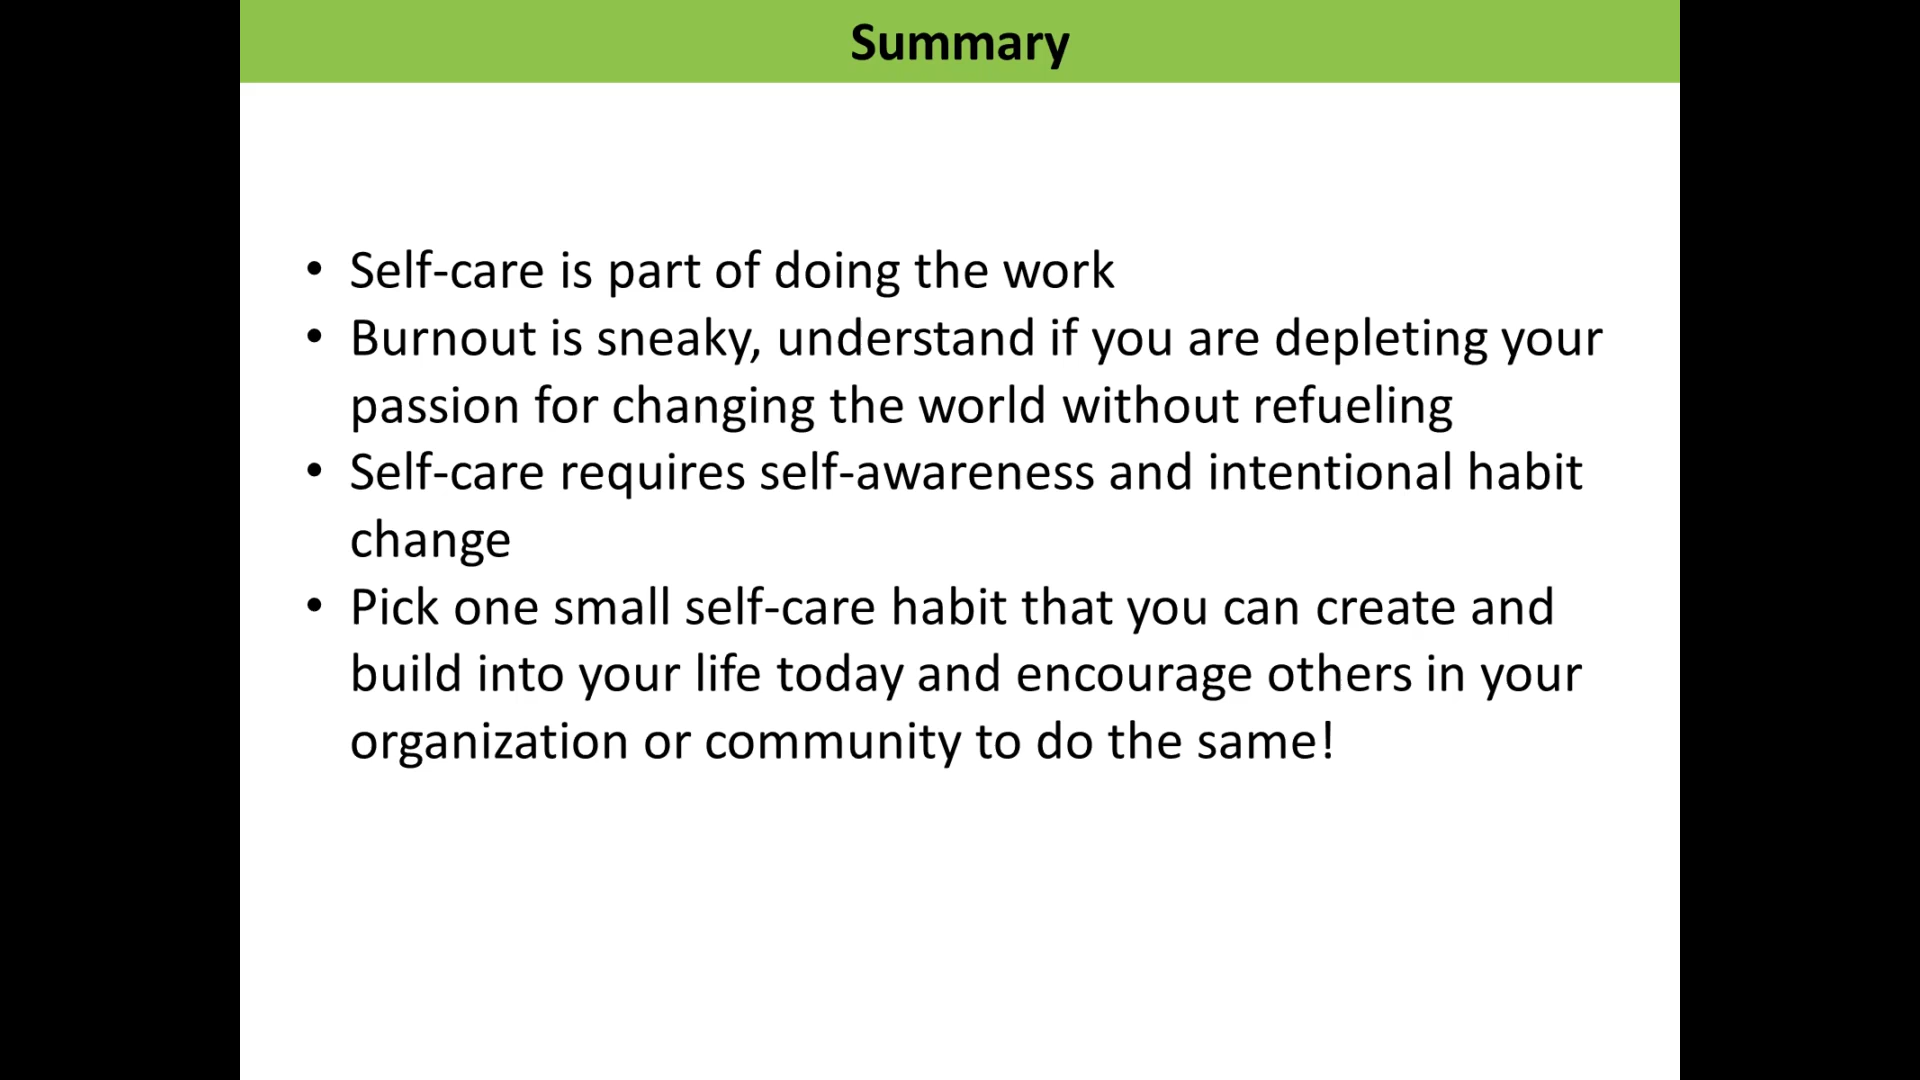 Summary
• Self-care is part of doing the work
• Burnout is sneaky, understand if you are depleting your
passion for changing the world without refueling
• Self-care requires self-awareness and intentional habit
change
• Pick one small self-care habit that you can create and
build into your life today and encourage others in your
organization or community to do the same!